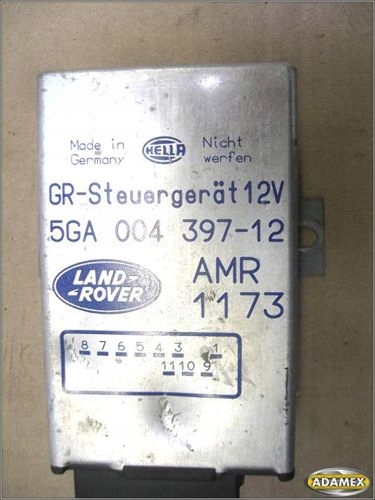 Made in
Germany
HELLA
Nicht
werfen
GR-Steuergerät 12V
5GA 004 397-12
LAND-
-ROVER
AMR
1173
8 7 6 5 4 3 1
11 10 9
ADAMEX